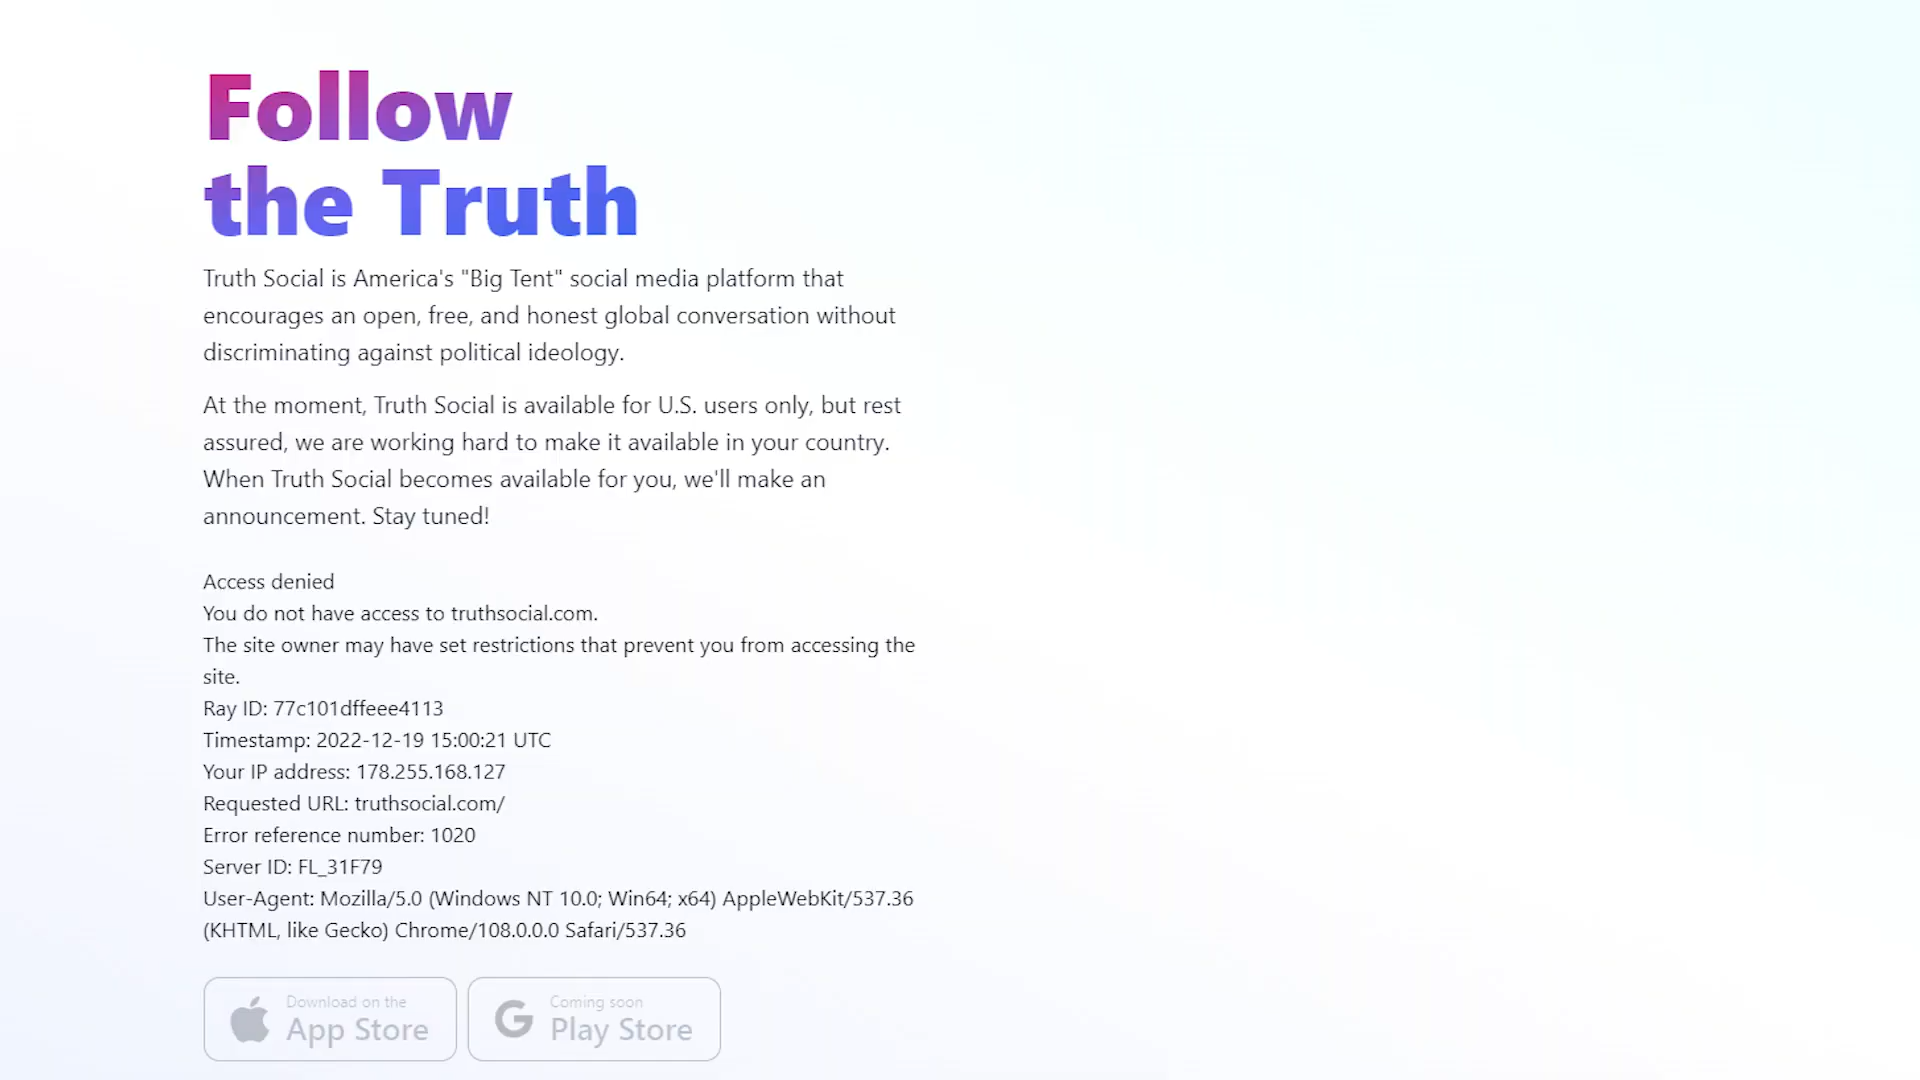 Follow
the Truth
Truth Social is America's "Big Tent" social media platform that
encourages an open, free, and honest global conversation without
discriminating against political ideology.
At the moment, Truth Social is available for U.S. users only, but rest
assured, we are working hard to make it available in your country.
When Truth Social becomes available for you, we'll make an
announcement. Stay tuned!
Access denied
You do not have access to truthsocial.com.
The site owner may have set restrictions that prevent you from accessing the
site.
Ray ID: 77c101dffeee4113
Timestamp: 2022-12-19 15:00:21 UTC
Your IP address: 178.255.168.127
Requested URL: truthsocial.com/
Error reference number: 1020
Server ID: FL_31F79
User-Agent: Mozilla/5.0 (Windows NT 10.0; Win64; x64) AppleWebKit/537.36
(KHTML, like Gecko) Chrome/108.0.0.0 Safari/537.36
Download on the
App Store
Coming soon
Play Store